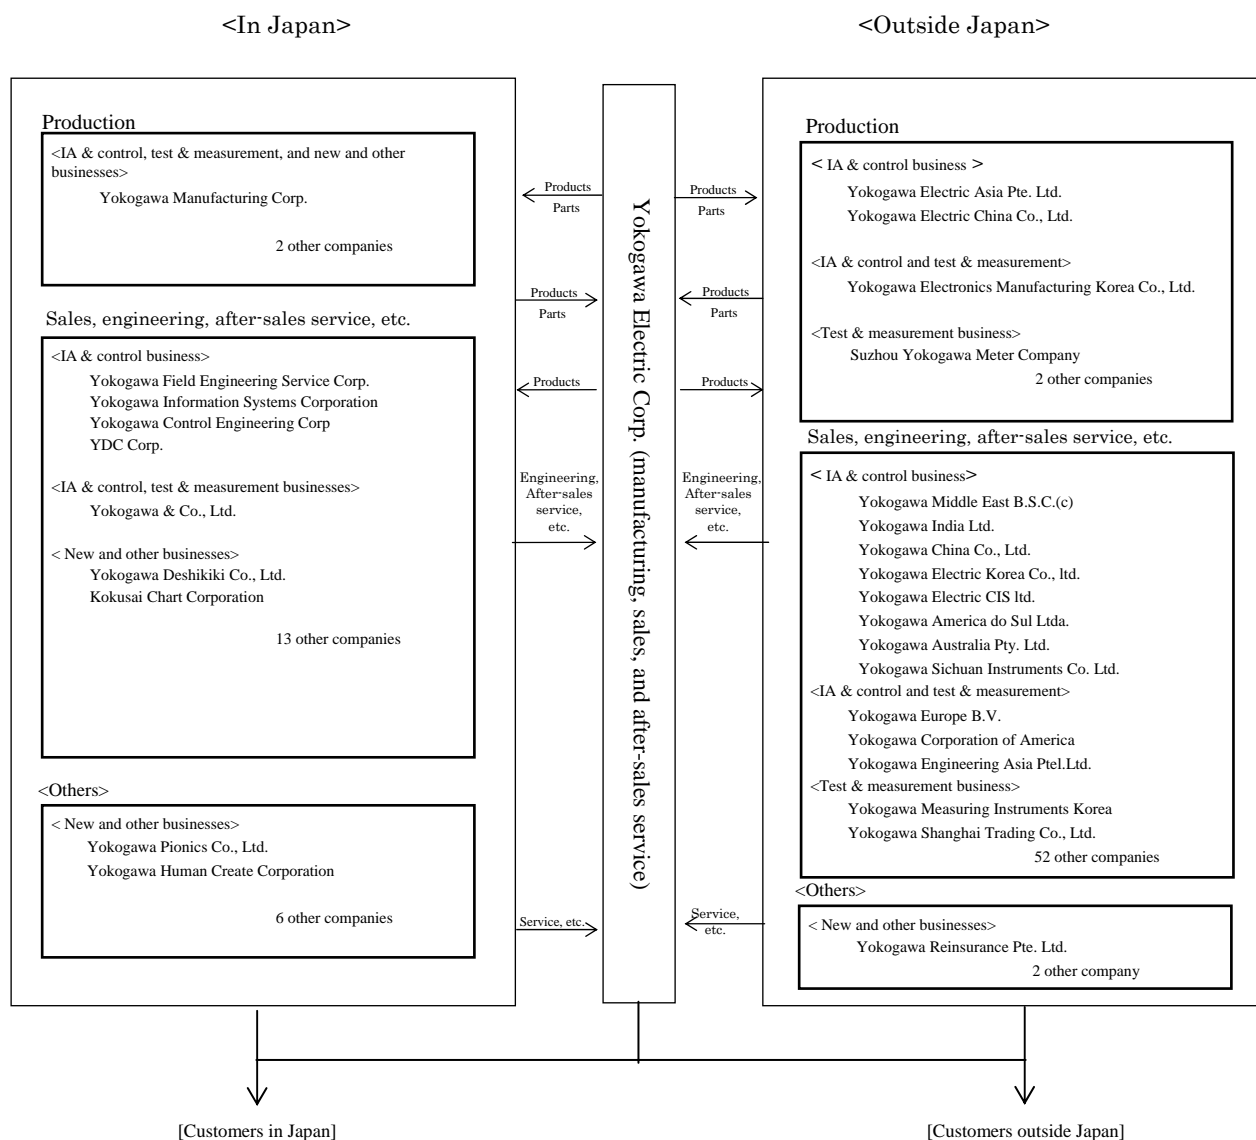 <In Japan>
<Outside Japan>
Production
<IA & control, test & measurement, and new and other
businesses>
Yokogawa Manufacturing Corp.
2 other companies
Sales, engineering, after-sales service, etc.
<IA & control business>
Yokogawa Field Engineering Service Corp.
Yokogawa Information Systems Corporation
Yokogawa Control Engineering Corp
YDC Corp.
<IA & control, test & measurement businesses>
Yokogawa & Co., Ltd.
< New and other businesses>
Yokogawa Deshikiki Co., Ltd.
Kokusai Chart Corporation
13 other companies
<Others>
< New and other businesses>
Yokogawa Pionics Co., Ltd.
Yokogawa Human Create Corporation
6 other companies
Products
Parts
Products
Parts
Products
Engineering,
After-sales
service,
etc.
Service, etc.
Yokogawa Electric Corp. (manufacturing, sales, and after-sales service)
Products
Parts
Products
Parts
Products
Engineering,
After-sales
service,
etc.
Service,
etc.
Production
< IA & control business >
Yokogawa Electric Asia Pte. Ltd.
Yokogawa Electric China Co., Ltd.
<IA & control and test & measurement>
Yokogawa Electronics Manufacturing Korea Co., Ltd.
<Test & measurement business>
Suzhou Yokogawa Meter Company
2 other companies
Sales, engineering, after-sales service, etc.
< IA & control business>
Yokogawa Middle East B.S.C.(c)
Yokogawa India Ltd.
Yokogawa China Co., Ltd.
Yokogawa Electric Korea Co., ltd.
Yokogawa Electric CIS ltd.
Yokogawa America do Sul Ltda.
Yokogawa Australia Pty. Ltd.
Yokogawa Sichuan Instruments Co. Ltd.
<IA & control and test & measurement>
Yokogawa Europe B.V.
Yokogawa Corporation of America
Yokogawa Engineering Asia Ptel.Ltd.
<Test & measurement business>
Yokogawa Measuring Instruments Korea
Yokogawa Shanghai Trading Co., Ltd.
52 other companies
<Others>
< New and other businesses>
Yokogawa Reinsurance Pte. Ltd.
2 other company
[Customers in Japan]
[Customers outside Japan]